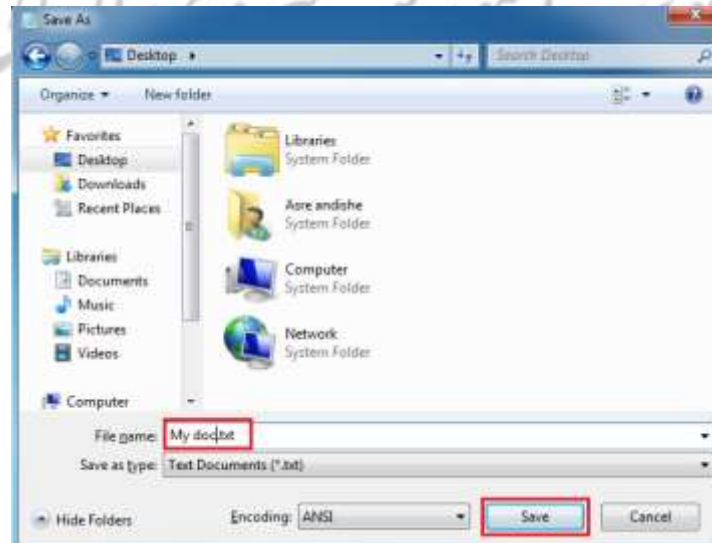 Save As
Desktop
Search Desktop
Organize
New folder
Favorites
Desktop
Downloads
Recent Places
Libraries
Documents
Music
Pictures
Videos
Computer
Libraries
System Folder
Asre andishe
System Folder
Computer
System Folder
Network
System Folder
File name: My doc.txt
Save as type: Text Documents (*.txt)
Hide Folders
Encoding: ANSI
Save
Cancel